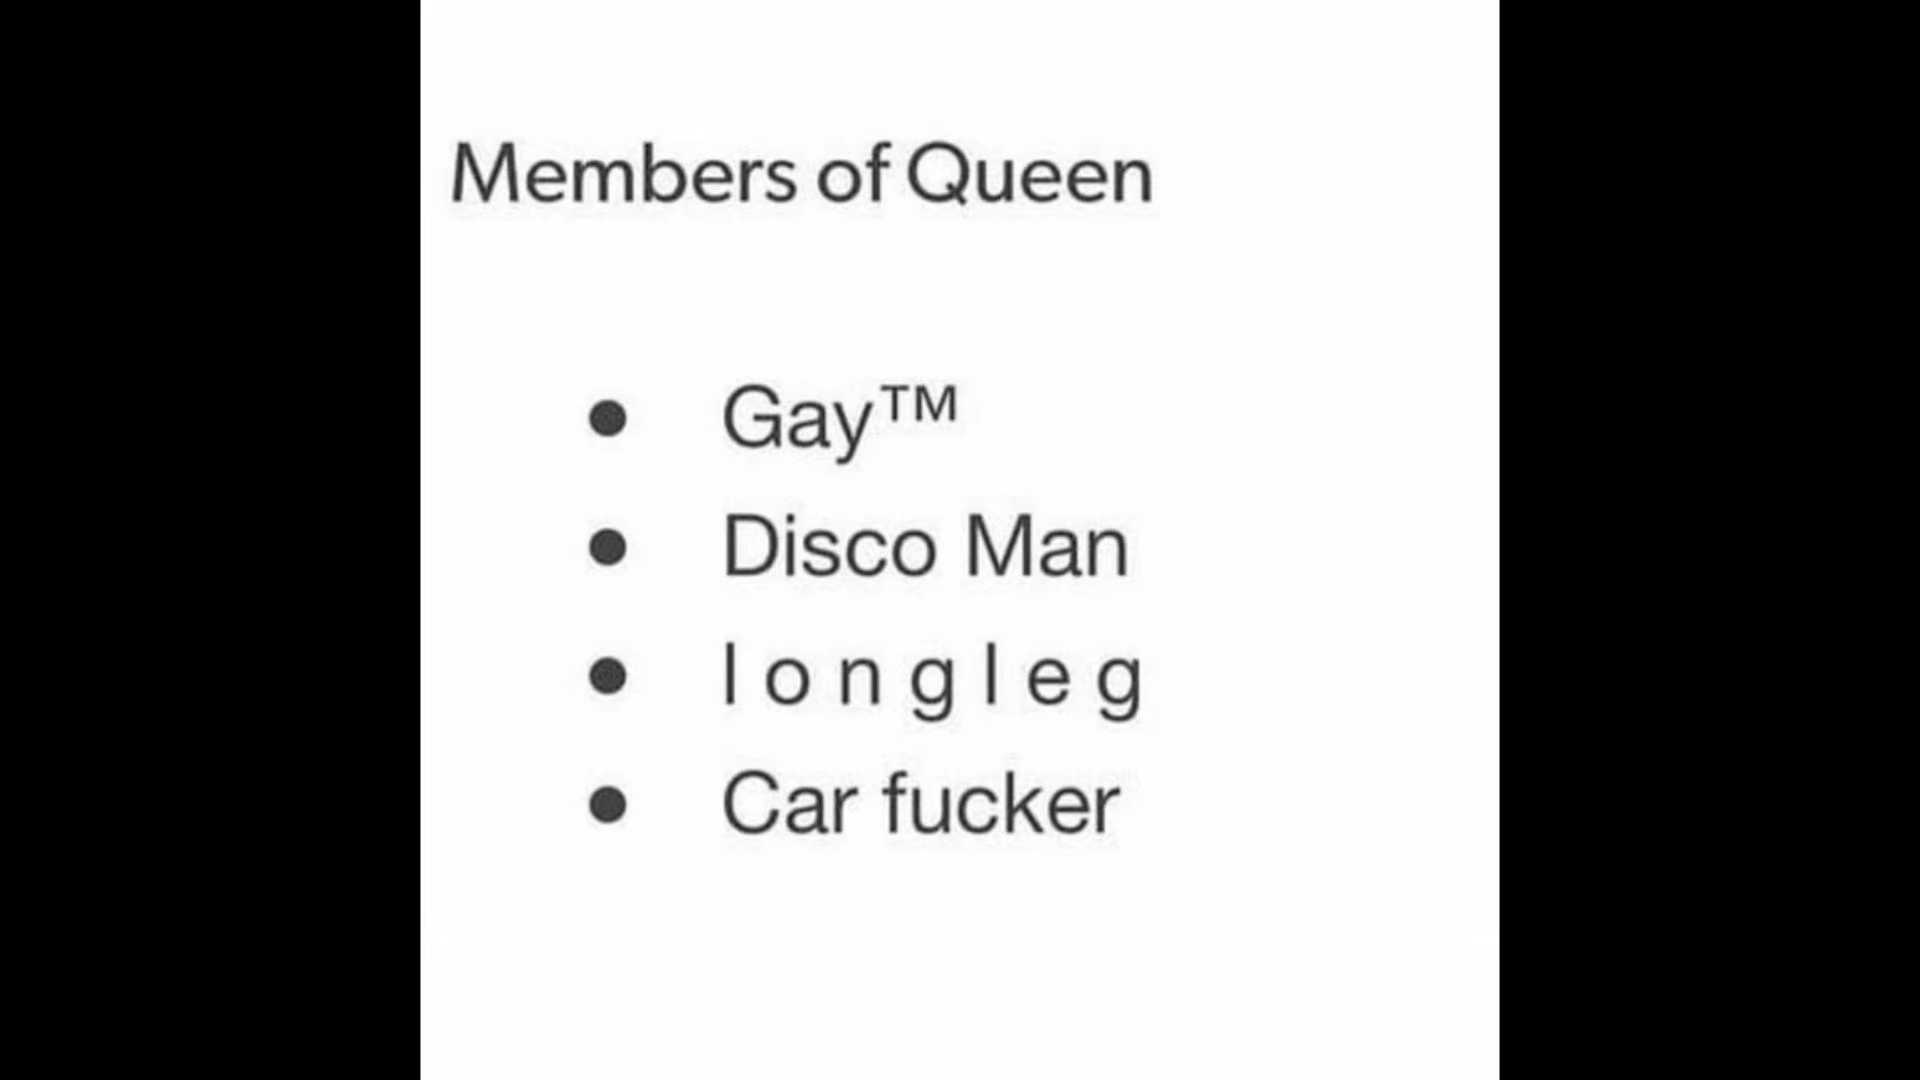 Members of Queen
• Gay™
• Disco Man
• l o n g l e g
• Car fucker